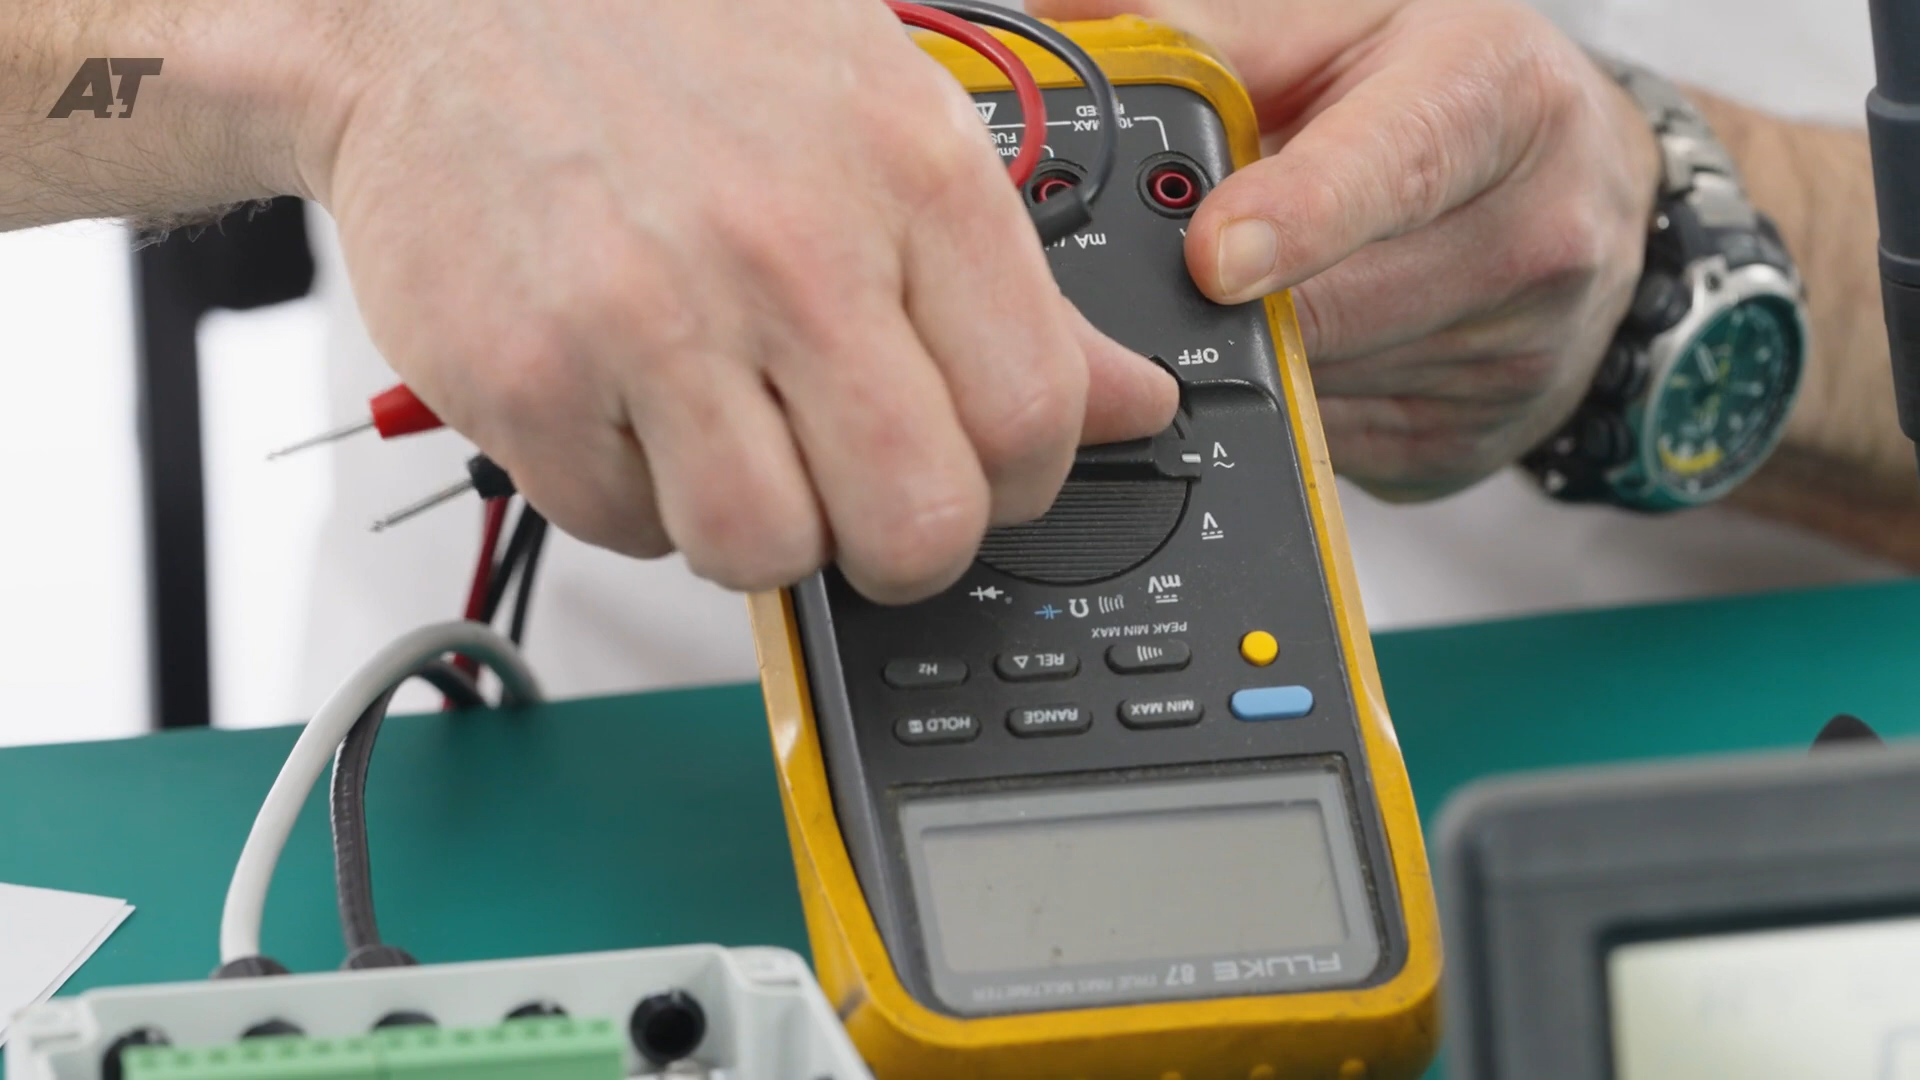 A+T
FUSED
10A MAX
mA µA
OFF
V
V
mV
Ω
PEAK MIN MAX
Hz
REL △
HOLD
RANGE
MIN MAX
FLUKE 87 TRUE RMS MULTIMETER